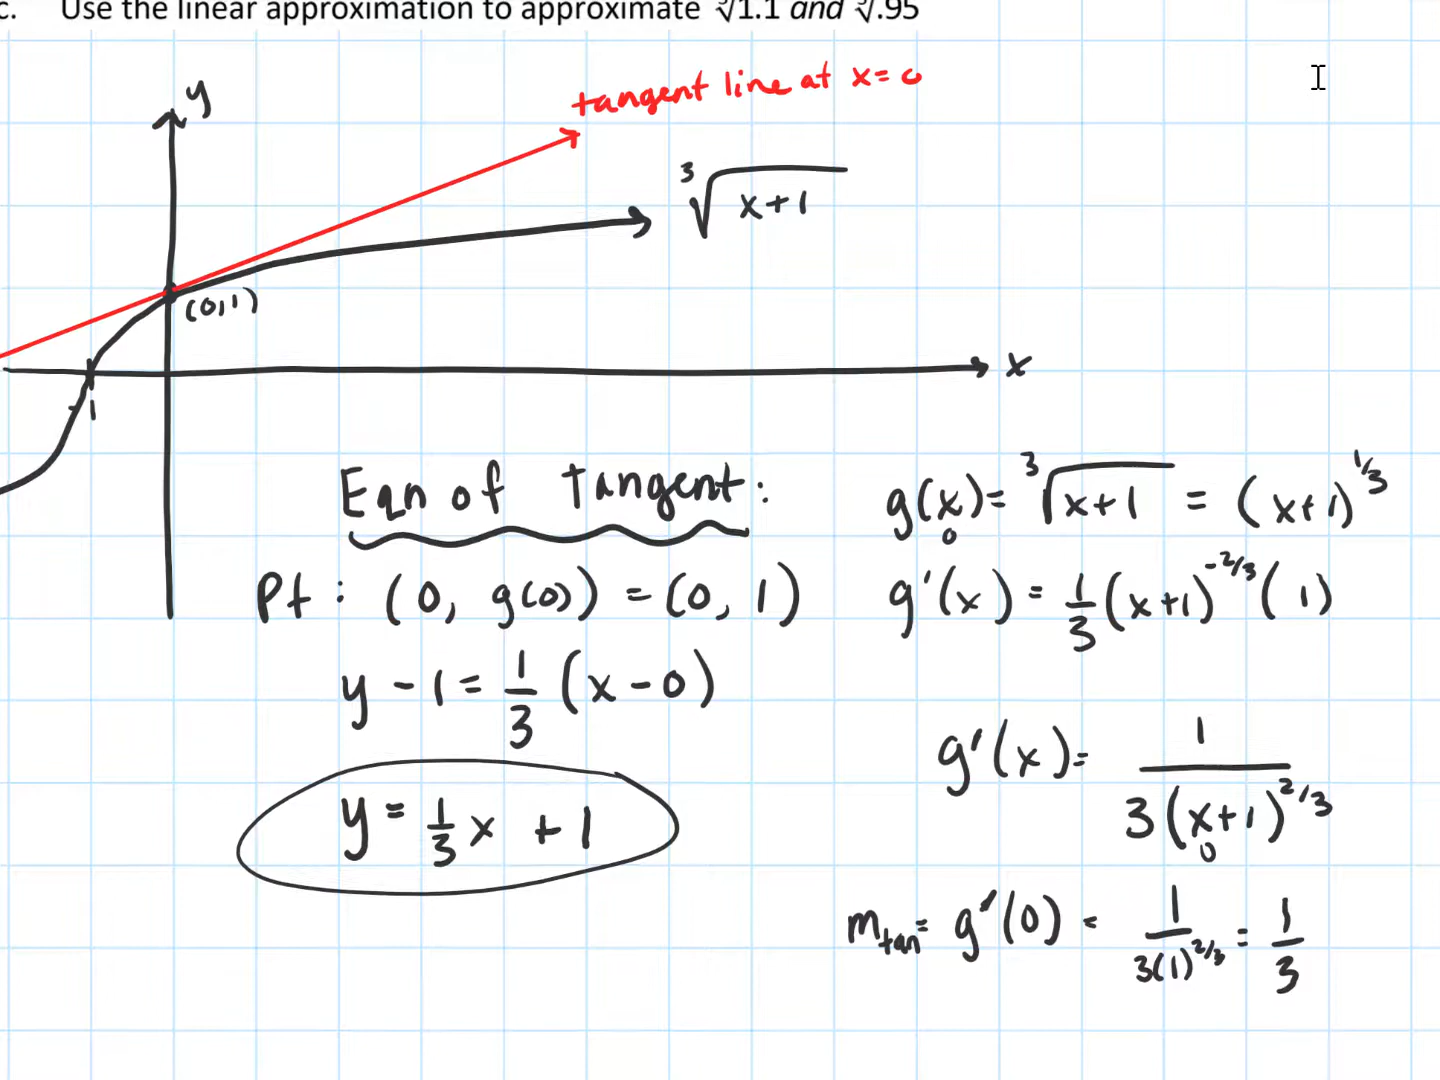 c. Use the linear approximation to approximate ∛1.1 and ∛.95
tangent line at x=0
y
∛(x+1)
(0,1)
x
-1
Eqn of Tangent:
Pt : (0, g(0)) = (0, 1)
y - 1 = 1/3 (x - 0)
y = 1/3 x + 1
g(x) = ∛(x+1) = (x+1)^1/3
0
g'(x) = 1/3 (x+1)^-2/3 (1)
g'(x) = 1/(3(x+1)^2/3)
0
m_tan = g'(0) = 1/(3(1)^2/3) = 1/3